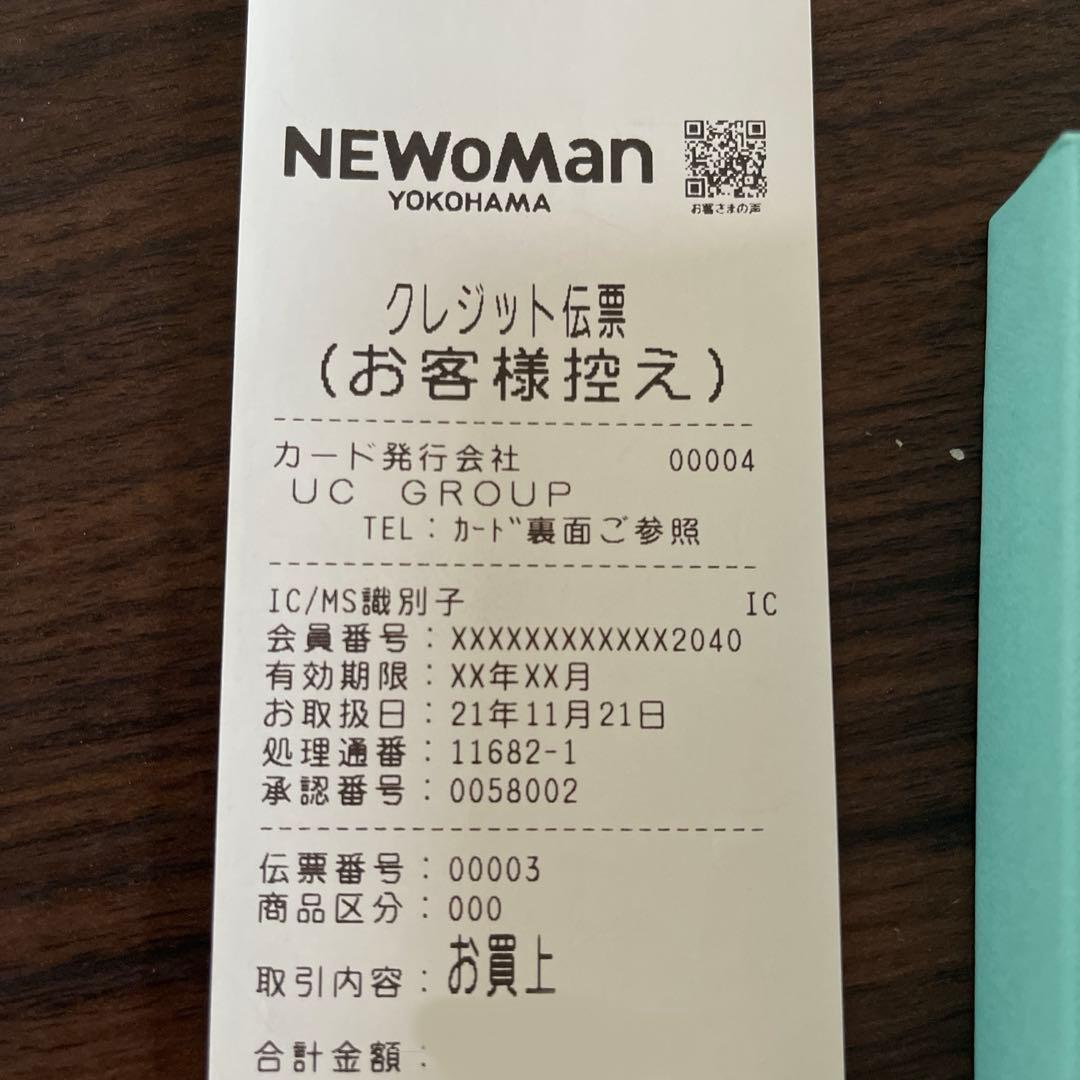 NEWoMan
YOKOHAMA
お客さまの声
クレジット伝票
(お客様控え)
カード発行会社 00004
UC GROUP
TEL:ｶｰﾄﾞ裏面ご参照
IC/MS識別子 IC
会員番号:XXXXXXXXXXXX2040
有効期限:XX年XX月
お取扱日:21年11月21日
処理通番:11682-1
承認番号:0058002
伝票番号:00003
商品区分:000
取引内容:お買上
合計金額: